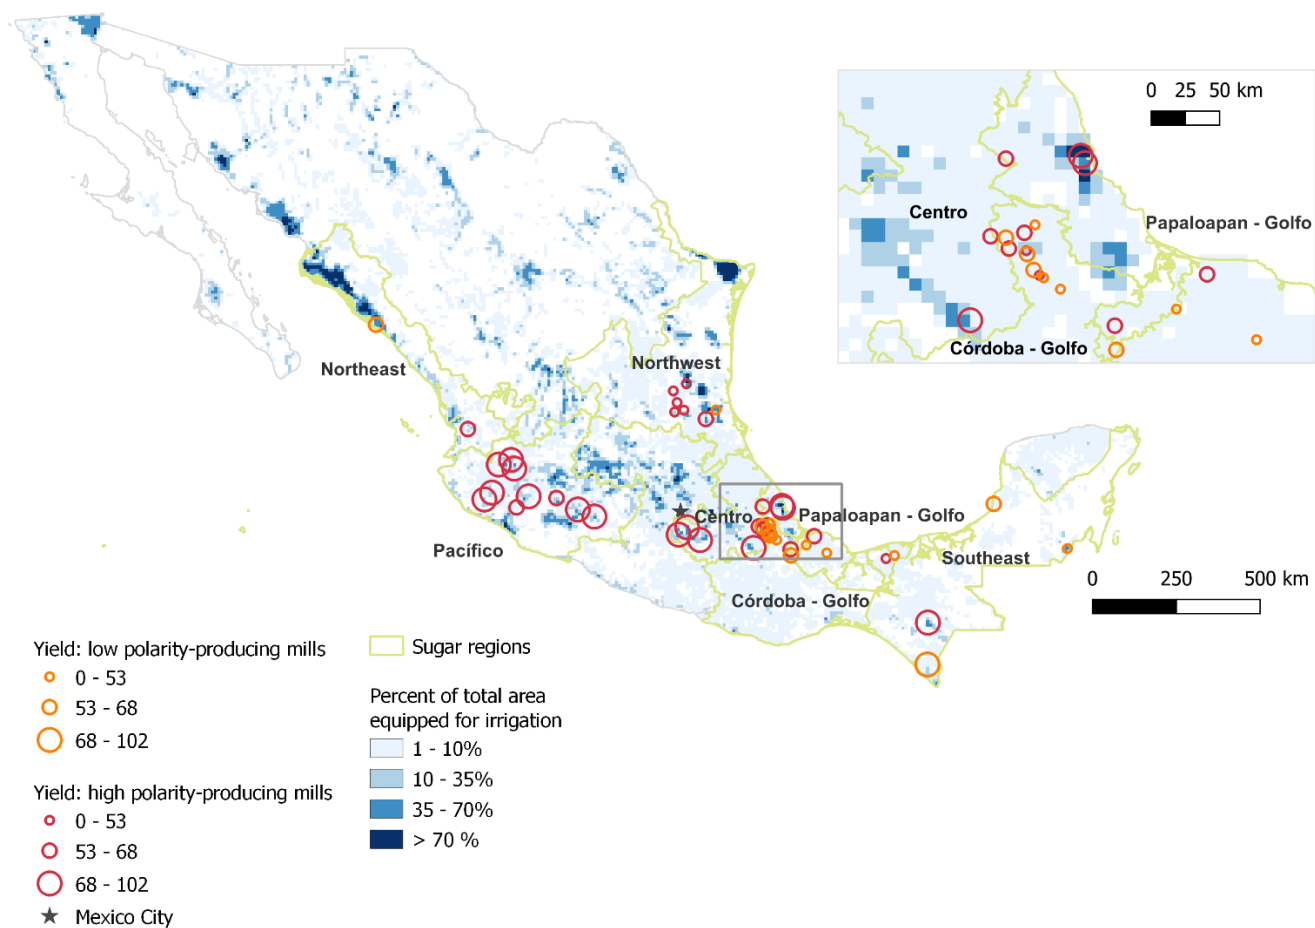 0 25 50 km
Centro
Papaloapan - Golfo
Córdoba - Golfo
Northeast
Northwest
Centro
Papaloapan - Golfo
Pacífico
Southeast
Córdoba - Golfo
0 250 500 km
Yield: low polarity-producing mills
0 - 53
53 - 68
68 - 102
Yield: high polarity-producing mills
0 - 53
53 - 68
68 - 102
Mexico City
Sugar regions
Percent of total area
equipped for irrigation
1 - 10%
10 - 35%
35 - 70%
> 70 %